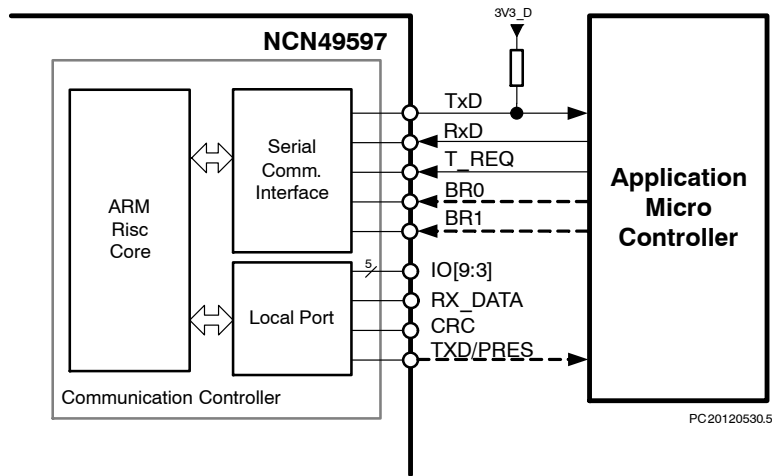 3V3_D
NCN49597
TxD
RxD
T_REQ
BR0
BR1
Serial
Comm.
Interface
ARM
Risc
Core
Application
Micro
Controller
5
IO[9:3]
RX_DATA
CRC
TXD/PRES
Local Port
Communication Controller
PC20120530.5